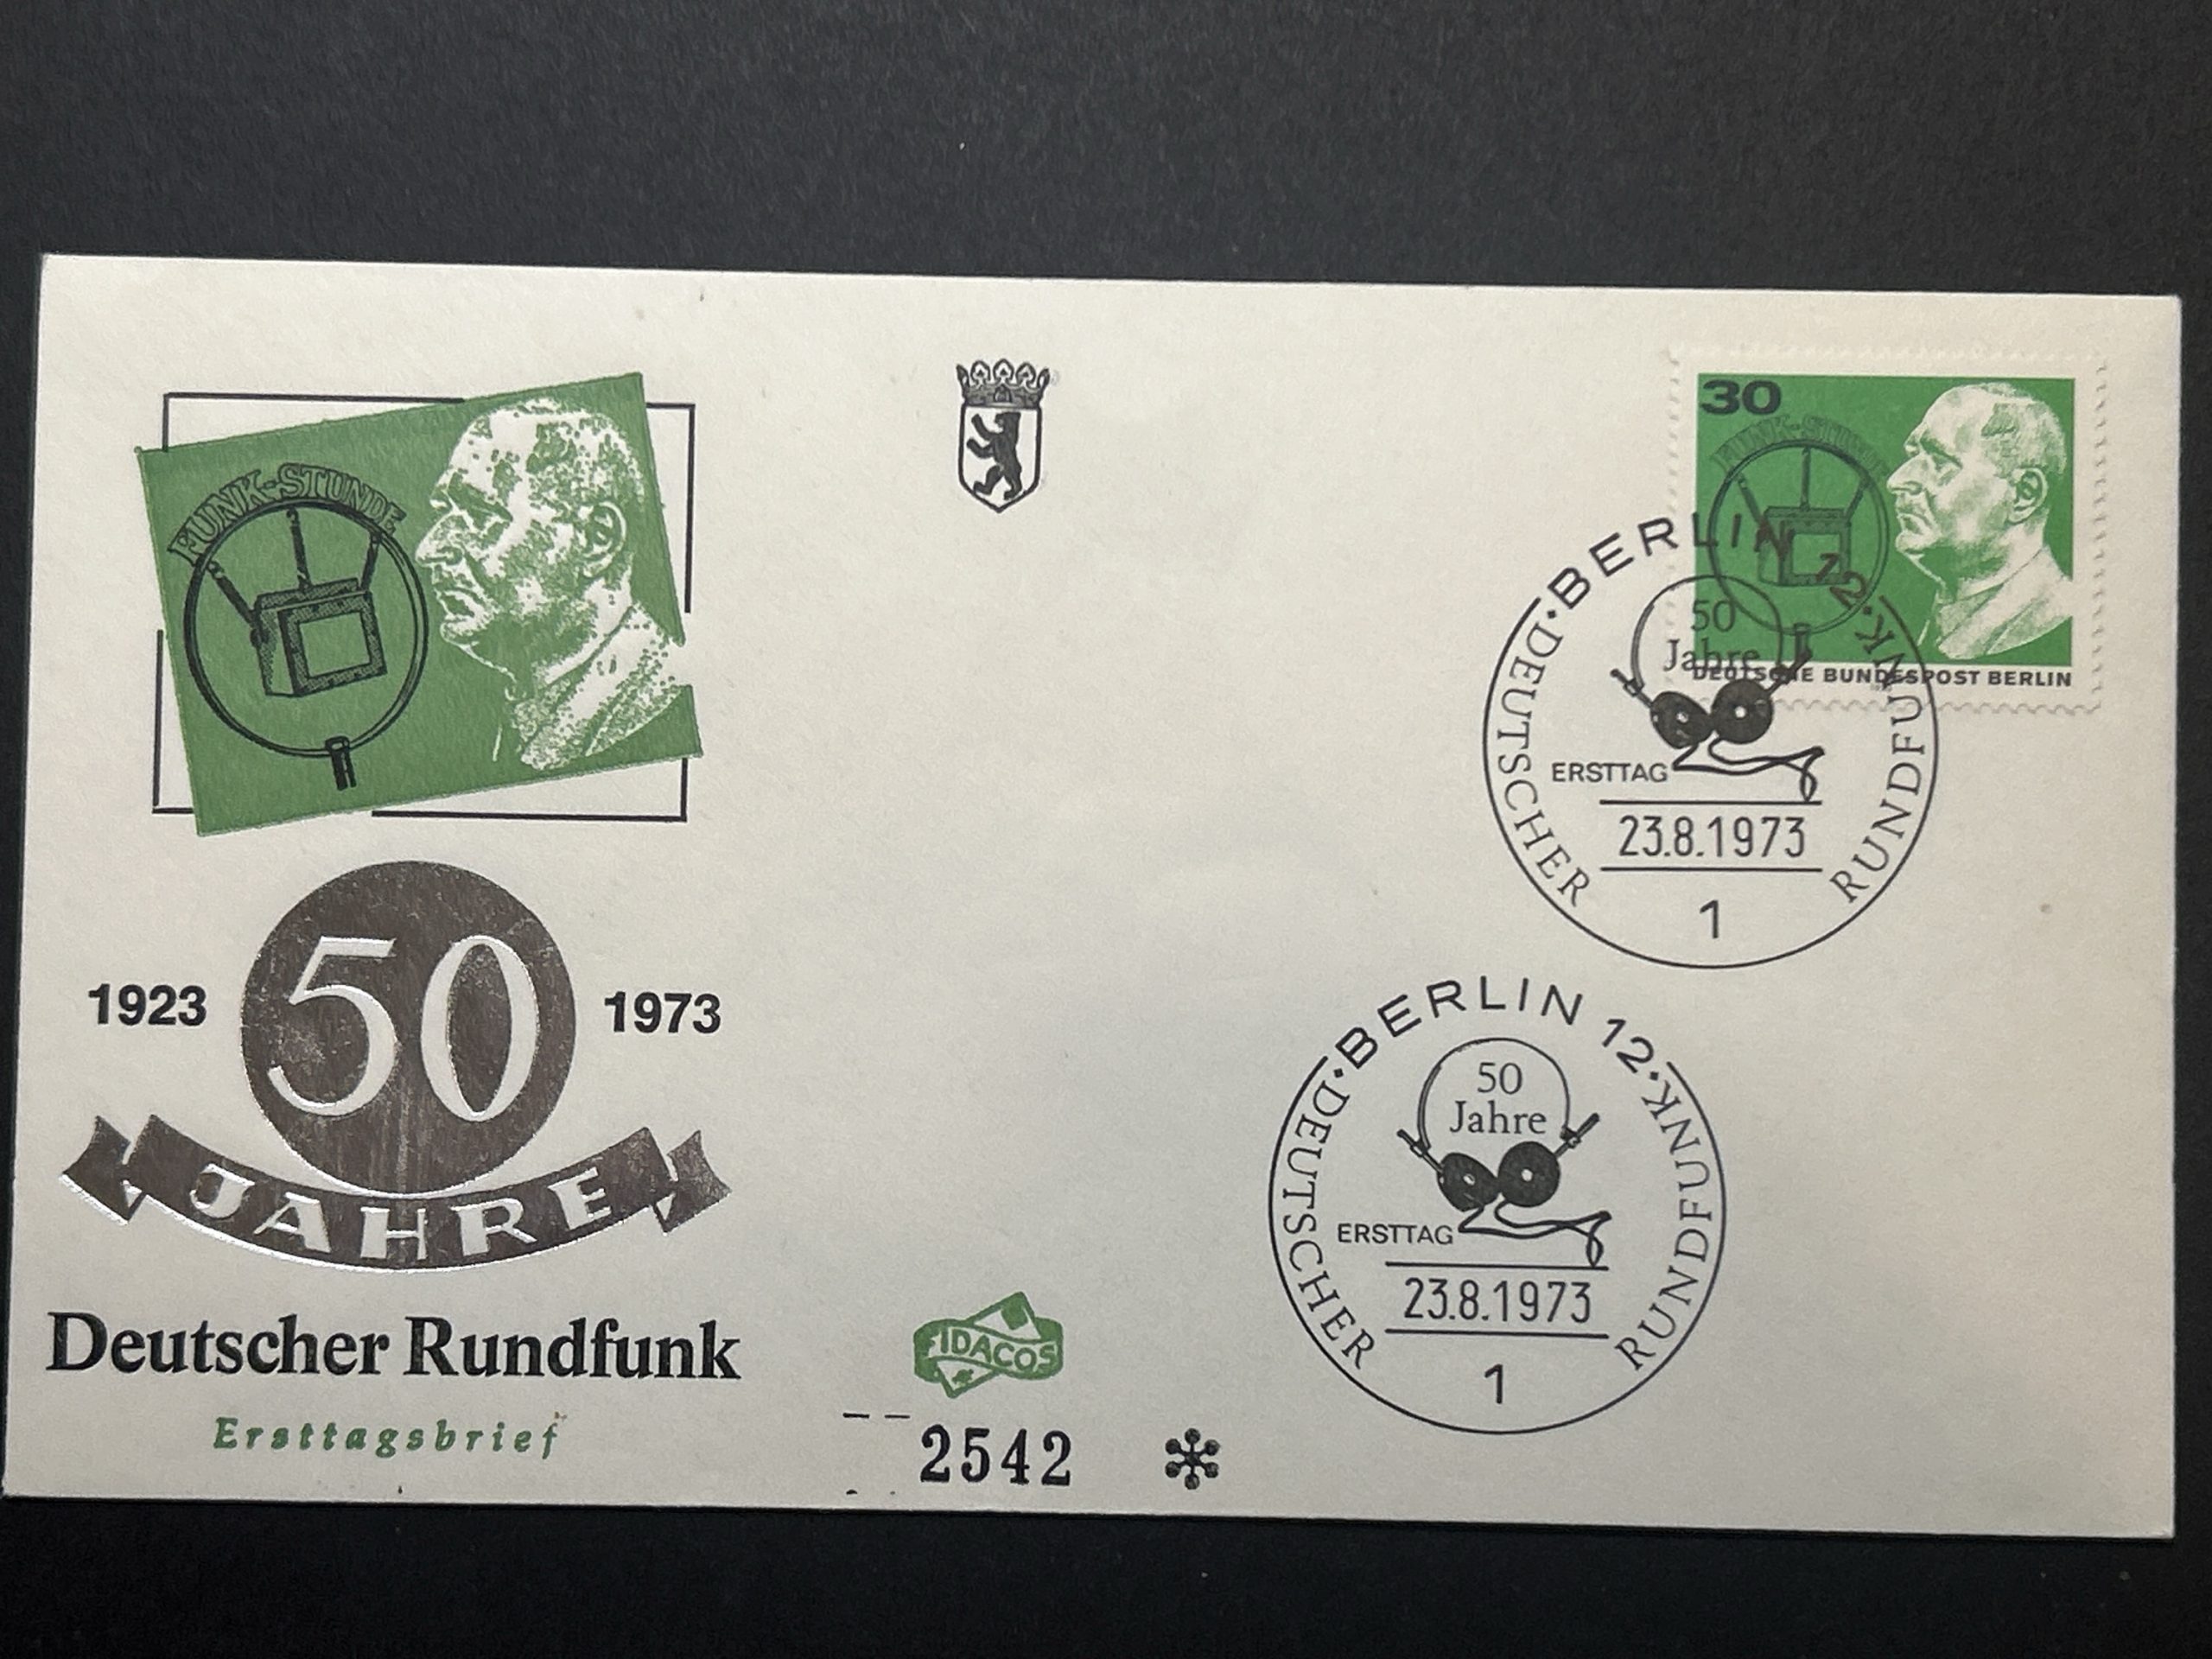 FUNK-STUNDE
1923
50
1973
JAHRE
Deutscher Rundfunk
Ersttagsbrief
FIDACOS
2542
30
FUNK-STUNDE
DEUTSCHE BUNDESPOST BERLIN
·BERLIN 12·
DEUTSCHER RUNDFUNK
50
Jahre
ERSTTAG
23.8.1973
1
·BERLIN 12·
DEUTSCHER RUNDFUNK
50
Jahre
ERSTTAG
23.8.1973
1